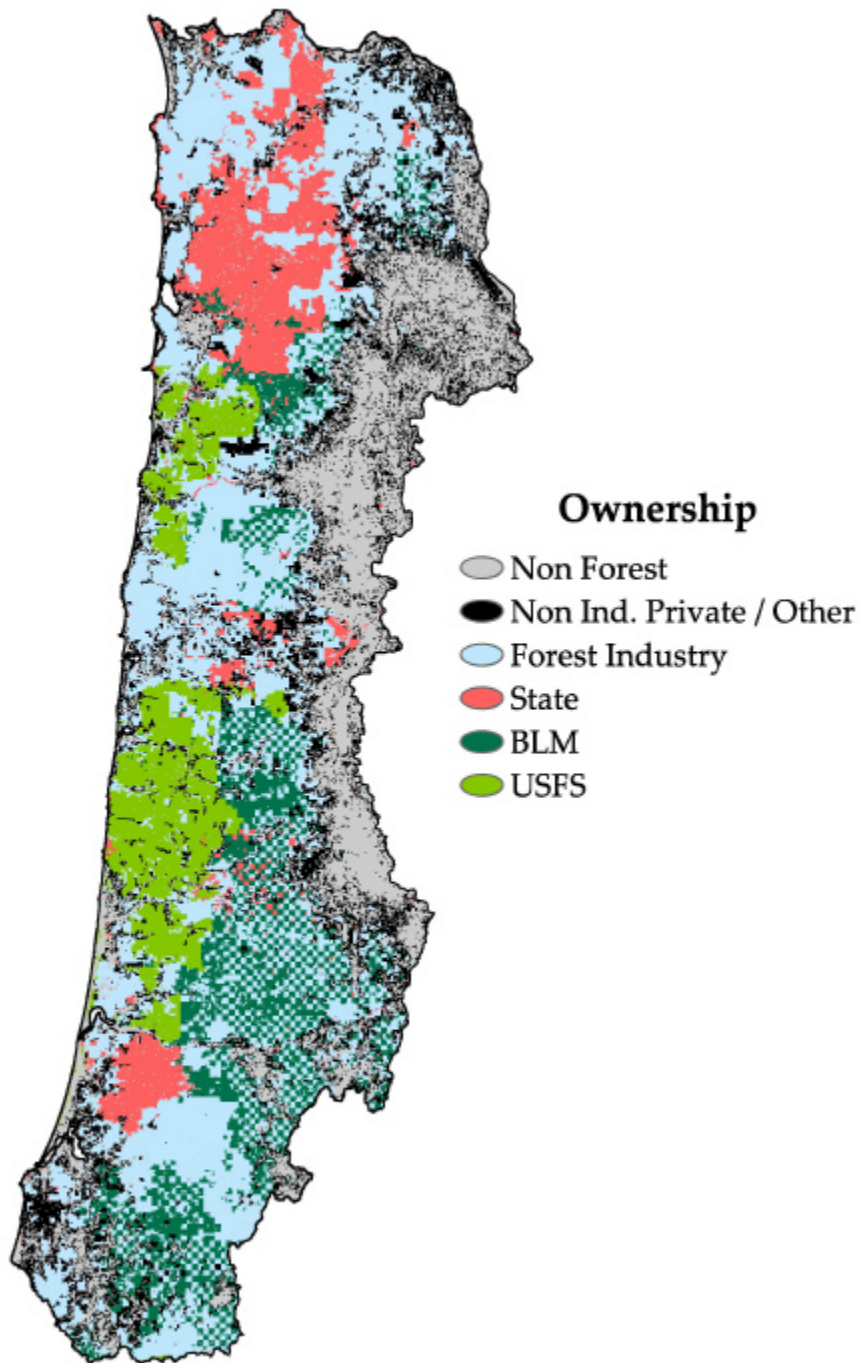 Ownership
Non Forest
Non Ind. Private / Other
Forest Industry
State
BLM
USFS